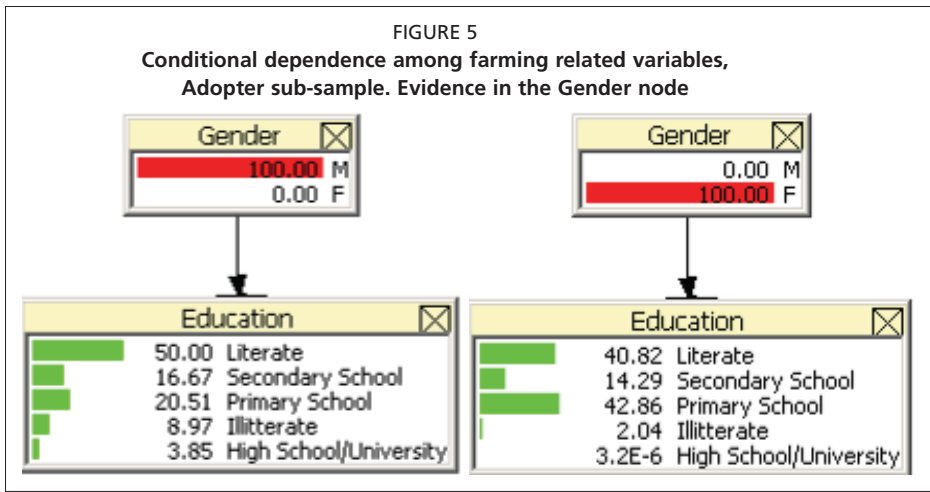 FIGURE 5
Conditional dependence among farming related variables,
Adopter sub-sample. Evidence in the Gender node
Gender
100.00 M
0.00 F
Gender
0.00 M
100.00 F
Education
50.00 Literate
16.67 Secondary School
20.51 Primary School
8.97 Illitterate
3.85 High School/University
Education
40.82 Literate
14.29 Secondary School
42.86 Primary School
2.04 Illitterate
3.2E-6 High School/University